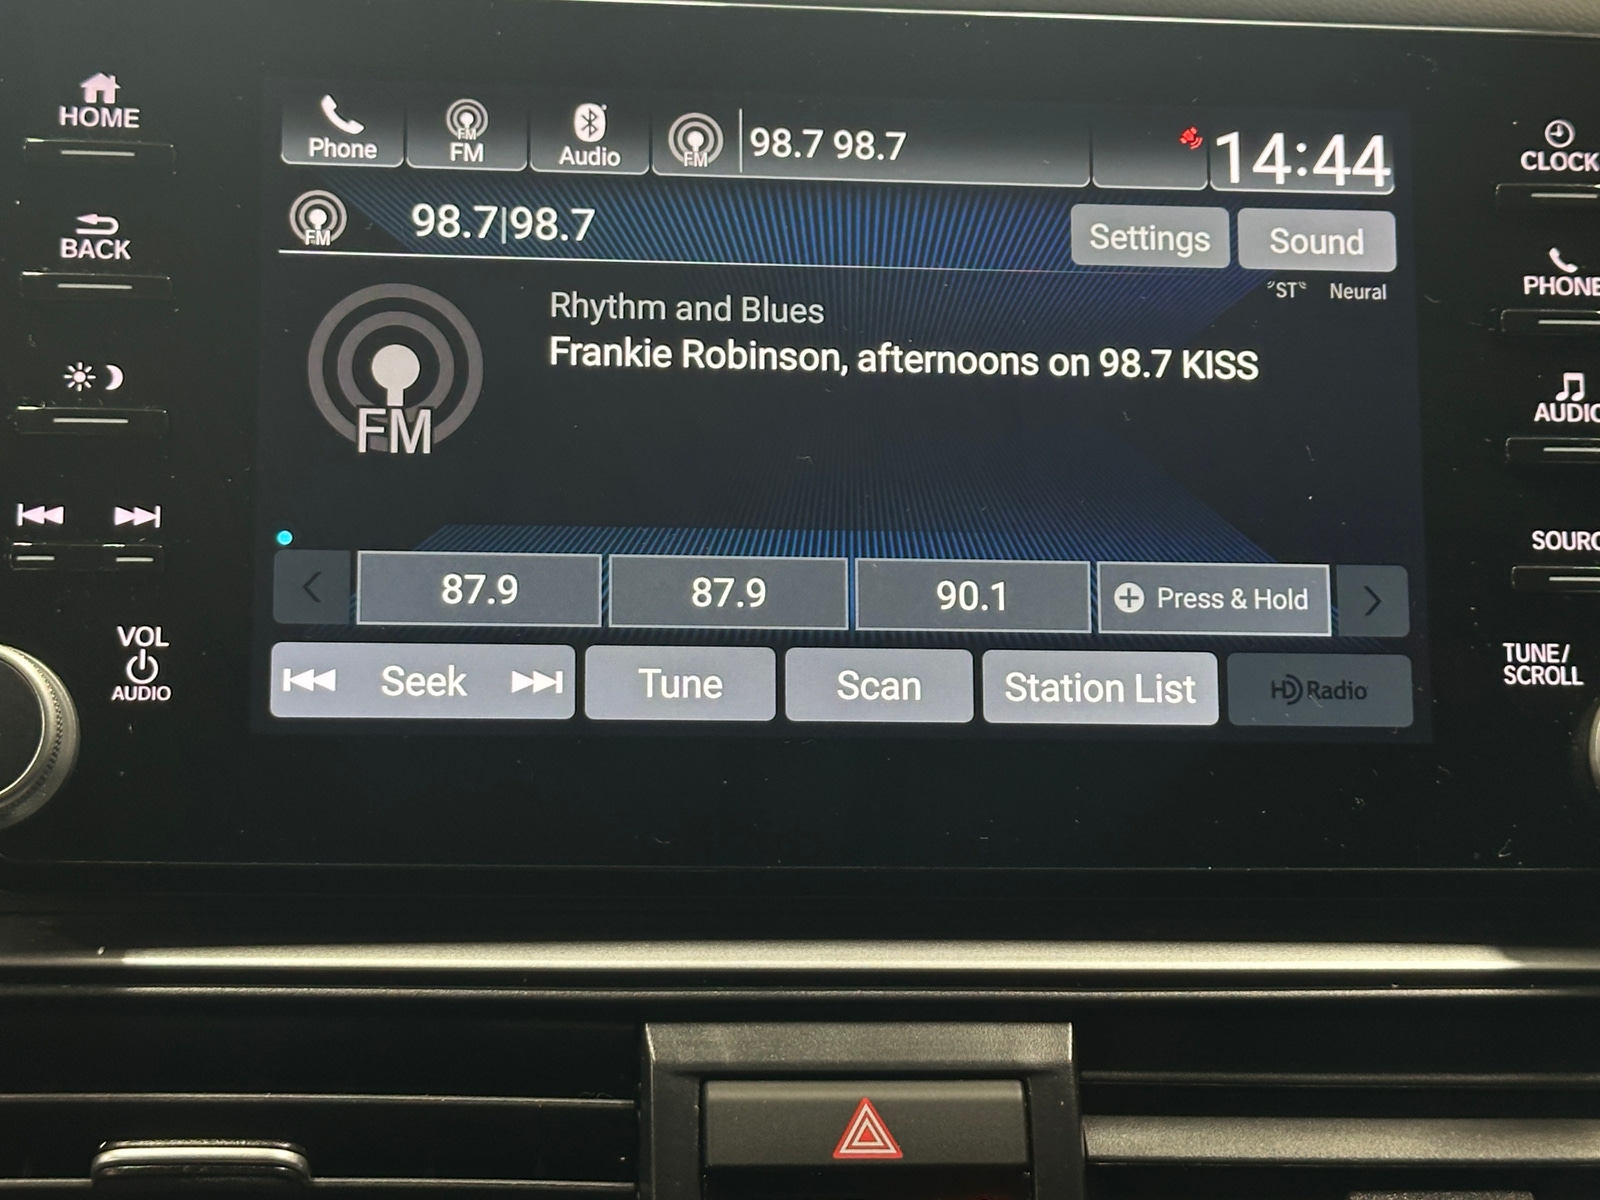 HOME
Phone
FM
FM
Audio
FM
98.7 98.7
14:44
CLOCK
BACK
FM
98.7|98.7
Settings
Sound
PHONE
"ST"
Neural
Rhythm and Blues
Frankie Robinson, afternoons on 98.7 KISS
FM
AUDIO
87.9
87.9
90.1
Press & Hold
SOURC
VOL
AUDIO
Seek
Tune
Scan
Station List
HD Radio
TUNE/
SCROLL